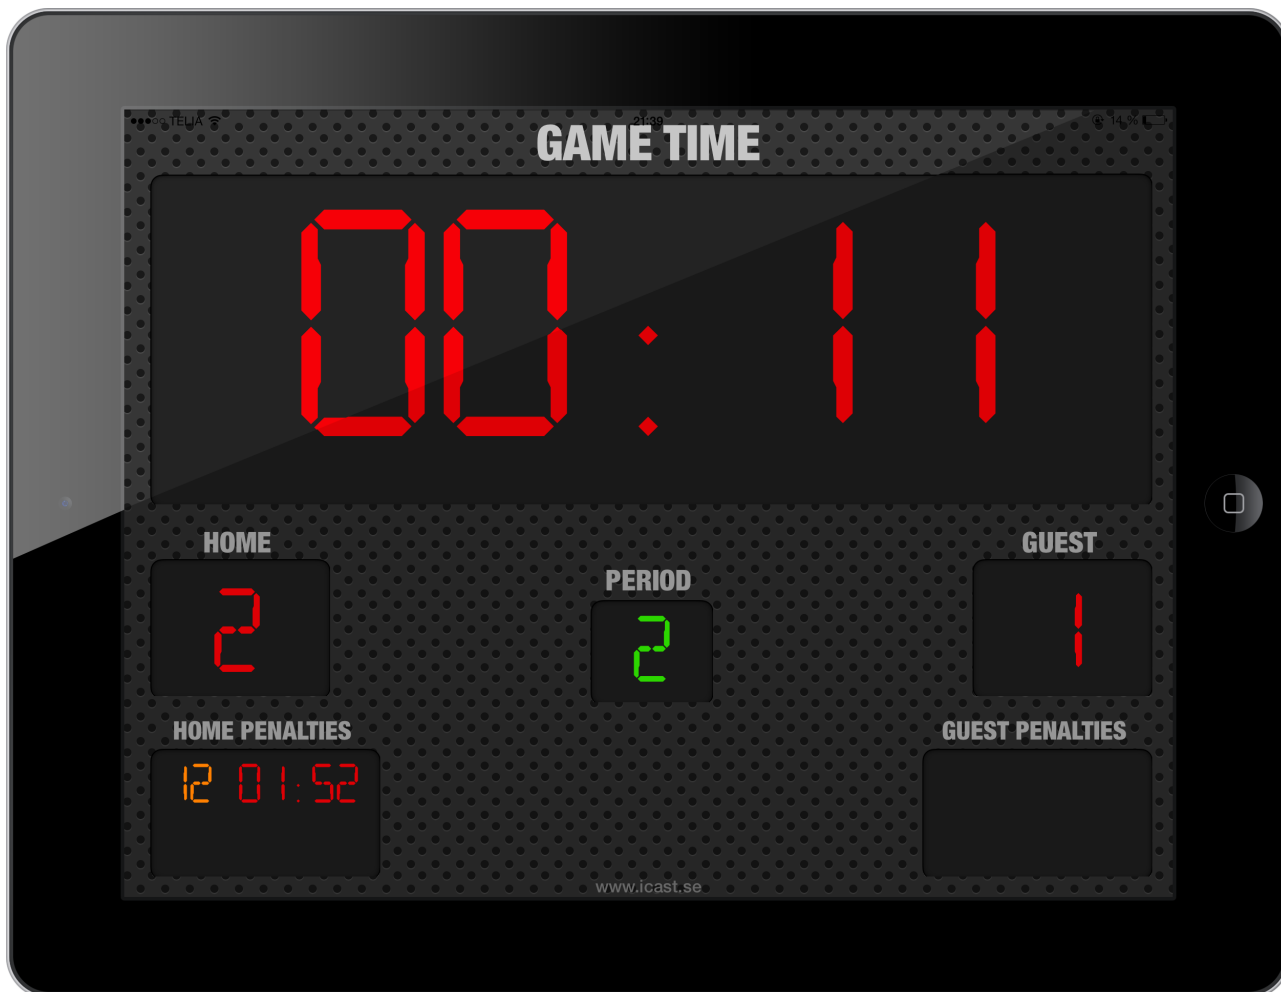 TELIA 21:39 14 %
GAME TIME
00:11
HOME GUEST
PERIOD
2 2 1
HOME PENALTIES GUEST PENALTIES
12 01:52
www.icast.se